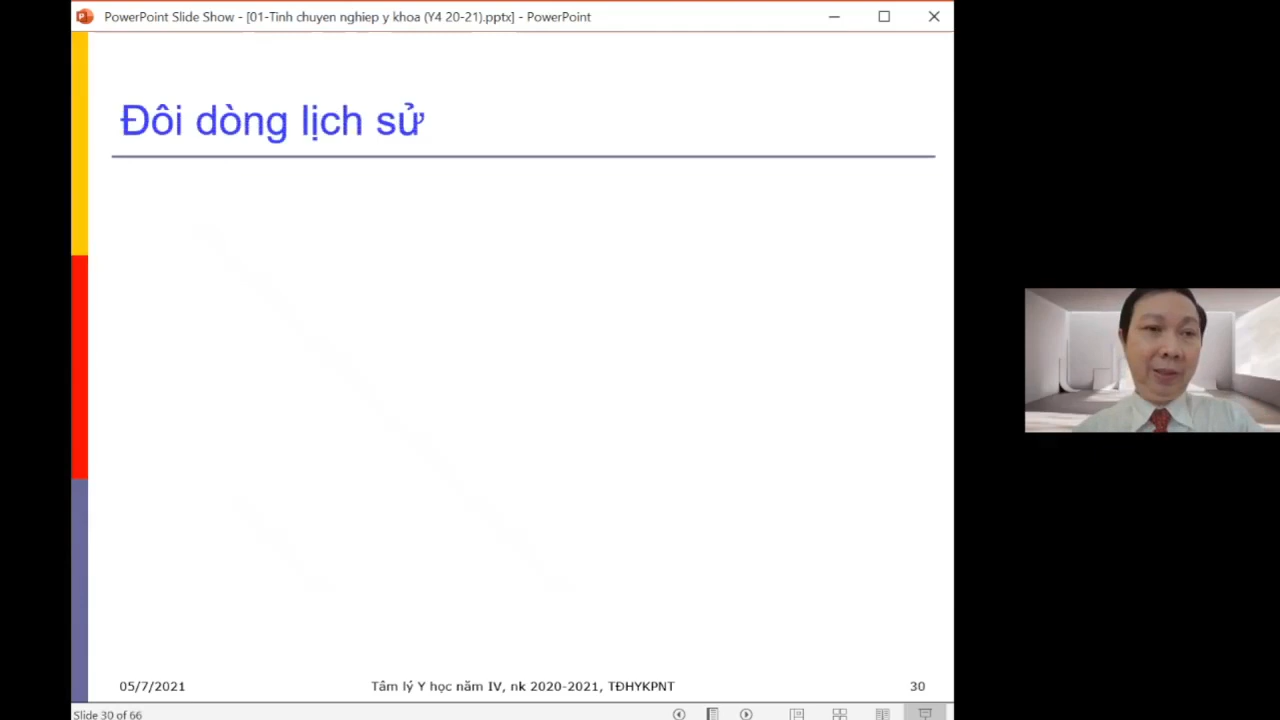 PowerPoint Slide Show - [01-Tinh chuyen nghiep y khoa (Y4 20-21).pptx] - PowerPoint
Đôi dòng lịch sử
05/7/2021
Tâm lý Y học năm IV, nk 2020-2021, TĐHYKPNT
30
Slide 30 of 66